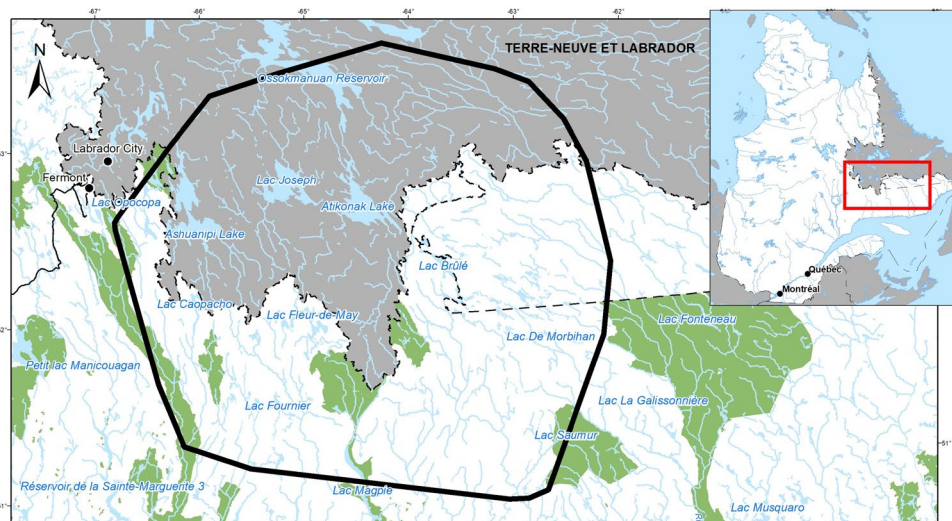 -67°
-66°
-65°
-64°
-63°
-62°
N
TERRE-NEUVE ET LABRADOR
Ossokmanuan Reservoir
Labrador City
Fermont
Lac Opocopa
Lac Joseph
Atikonak Lake
Ashuanipi Lake
Lac Brûlé
Québec
Montréal
Lac Caopacho
Lac Fleur-de-May
Lac De Morbihan
Lac Fonteneau
Petit lac Manicouagan
Lac Fournier
Lac La Galissonnière
Lac Saumur
51°
Réservoir de la Sainte-Marguerite 3
Lac Magpie
Lac Musquaro